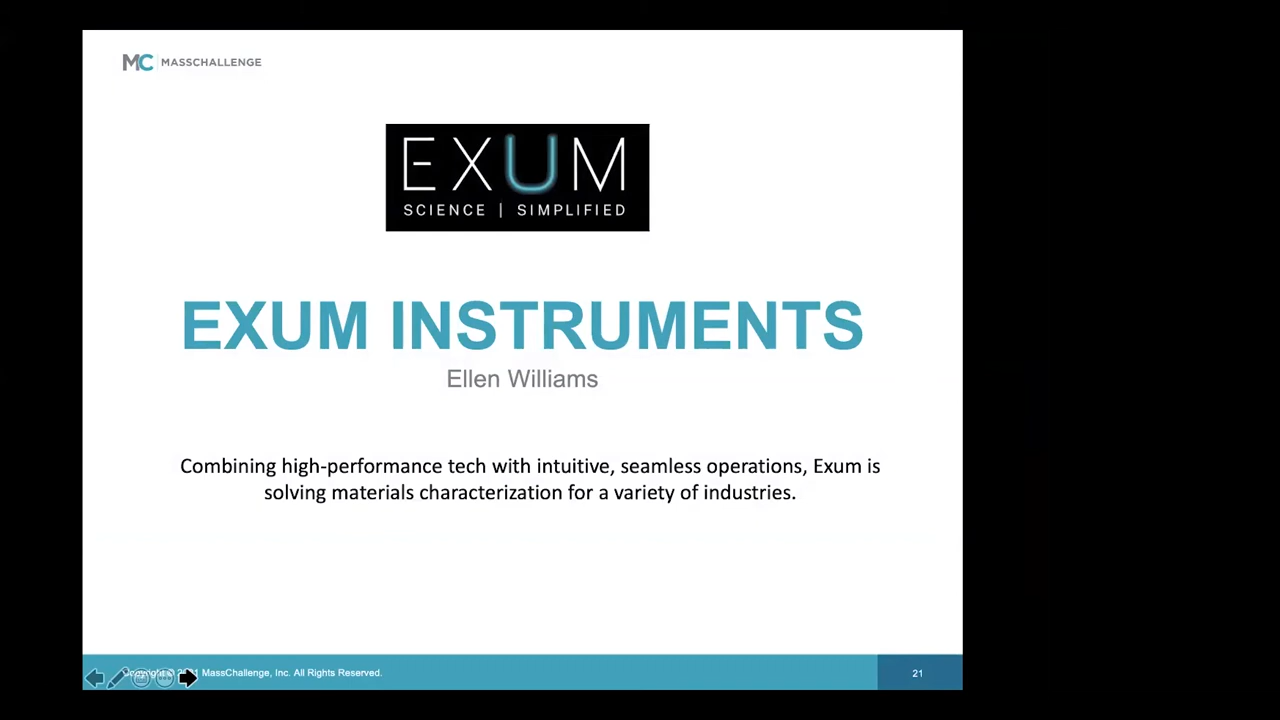 MC | MASSCHALLENGE
EXUM
SCIENCE | SIMPLIFIED
EXUM INSTRUMENTS
Ellen Williams
Combining high-performance tech with intuitive, seamless operations, Exum is
solving materials characterization for a variety of industries.
Copyright © MassChallenge, Inc. All Rights Reserved.
21